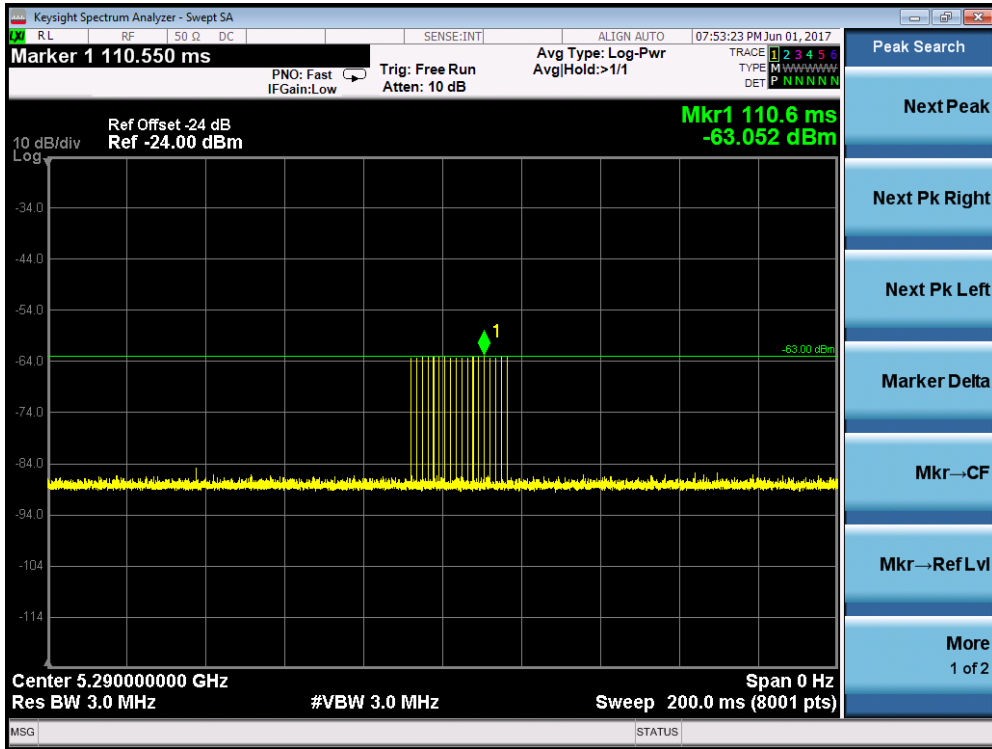 Keysight Spectrum Analyzer - Swept SA
LXI RL RF 50 Ω DC SENSE:INT ALIGN AUTO 07:53:23 PM Jun 01, 2017
Marker 1 110.550 ms
PNO: Fast
IFGain:Low
Trig: Free Run
Atten: 10 dB
Avg Type: Log-Pwr
Avg|Hold:>1/1
TRACE 1 2 3 4 5 6
TYPE M WWWWW
DET P N N N N N
Mkr1 110.6 ms
-63.052 dBm
Ref Offset -24 dB
10 dB/div Ref -24.00 dBm
Log
-34.0
-44.0
-54.0
1
-63.00 dBm
-64.0
-74.0
-84.0
-94.0
-104
-114
Center 5.290000000 GHz Span 0 Hz
Res BW 3.0 MHz #VBW 3.0 MHz Sweep 200.0 ms (8001 pts)
MSG STATUS
Peak Search
Next Peak
Next Pk Right
Next Pk Left
Marker Delta
Mkr→CF
Mkr→Ref Lvl
More
1 of 2